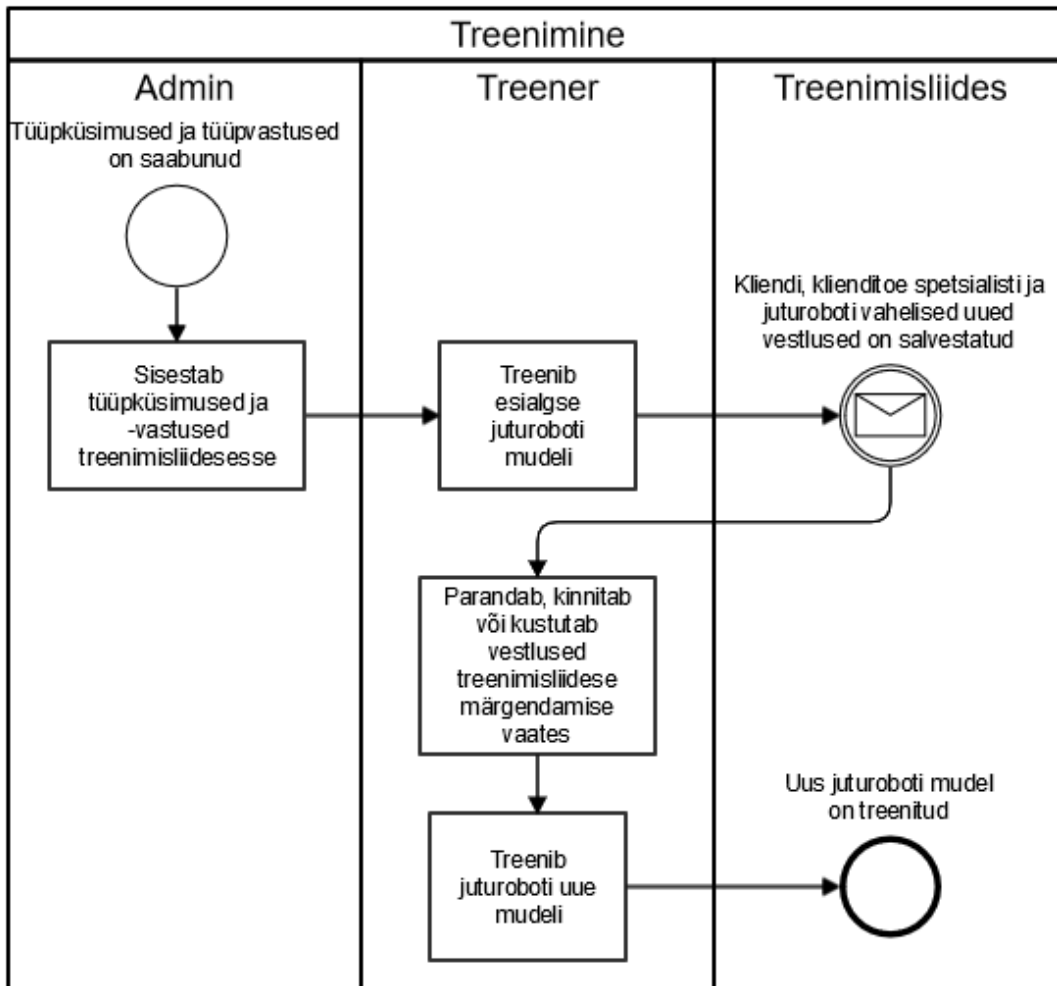 Treenimine
Admin
Treener
Treenimisliides
Tüüpküsimused ja tüüpvastused
on saabunud
Sisestab
tüüpküsimused ja
-vastused
treenimisliidesesse
Treenib
esialgse
juturoboti
mudeli
Kliendi, klienditoe spetsialisti ja
juturoboti vahelised uued
vestlused on salvestatud
Parandab, kinnitab
või kustutab
vestlused
treenimisliidese
märgendamise
vaates
Treenib
juturoboti uue
mudeli
Uus juturoboti mudel
on treenitud